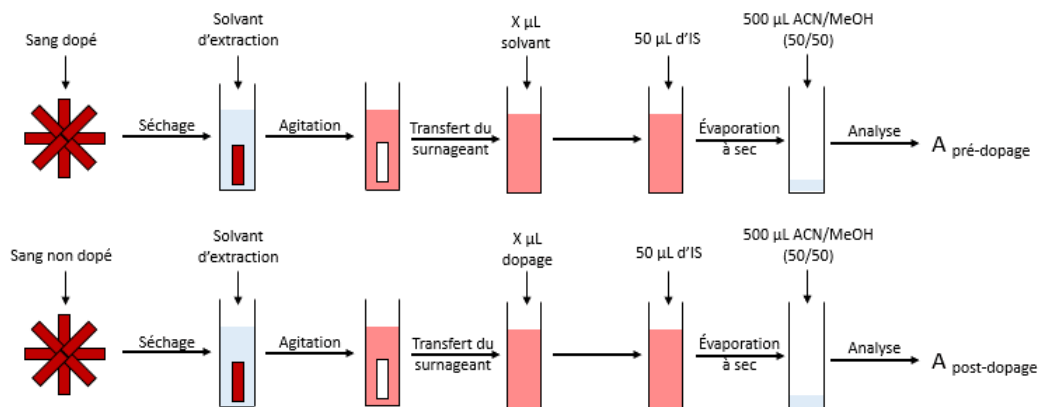 Sang dopé
Solvant
d'extraction
X µL
solvant
50 µL d'IS
500 µL ACN/MeOH
(50/50)
Séchage
Agitation
Transfert du
surnageant
Évaporation
à sec
Analyse
A pré-dopage
Sang non dopé
Solvant
d'extraction
X µL
dopage
50 µL d'IS
500 µL ACN/MeOH
(50/50)
Séchage
Agitation
Transfert du
surnageant
Évaporation
à sec
Analyse
A post-dopage